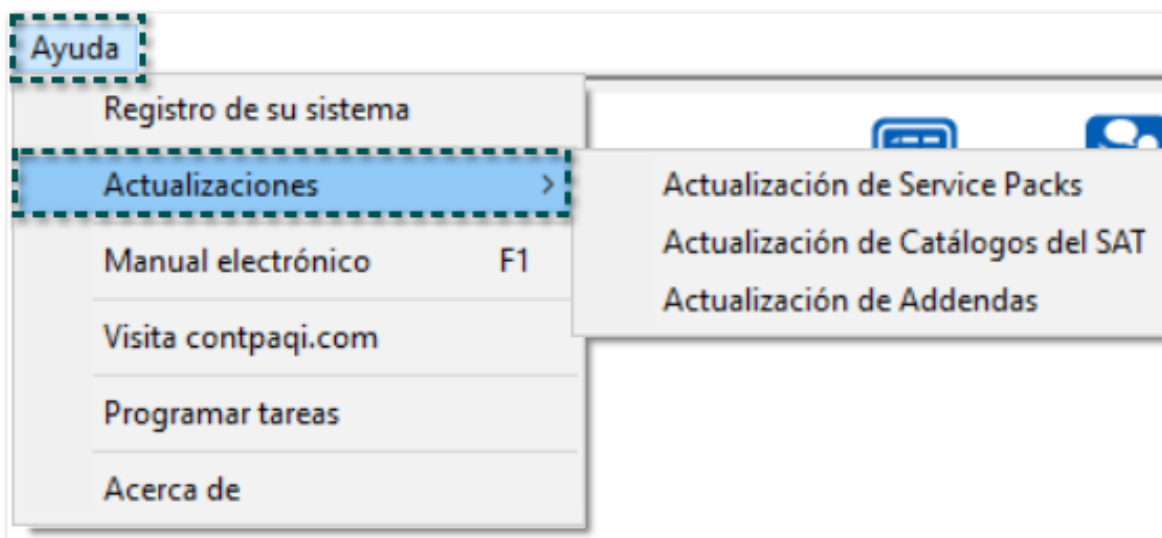 Ayuda
Registro de su sistema
Actualizaciones >
Actualización de Service Packs
Actualización de Catálogos del SAT
Actualización de Addendas
Manual electrónico F1
Visita contpaqi.com
Programar tareas
Acerca de